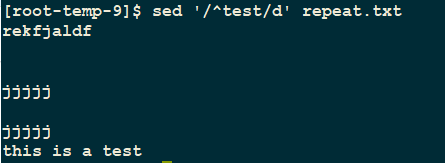 [root-temp-9]$ sed '/^test/d' repeat.txt
rekfjaldf
jjjjj
jjjjj
this is a test